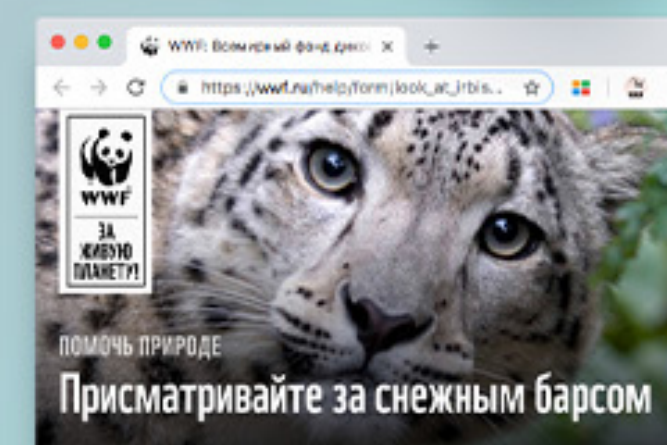 WWF: Всемирный фонд дико
https://wwf.ru/help/form/look_at_irbis...
WWF
ЗА
ЖИВУЮ
ПЛАНЕТУ!
ПОМОЧЬ ПРИРОДЕ
Присматривайте за снежным барсом